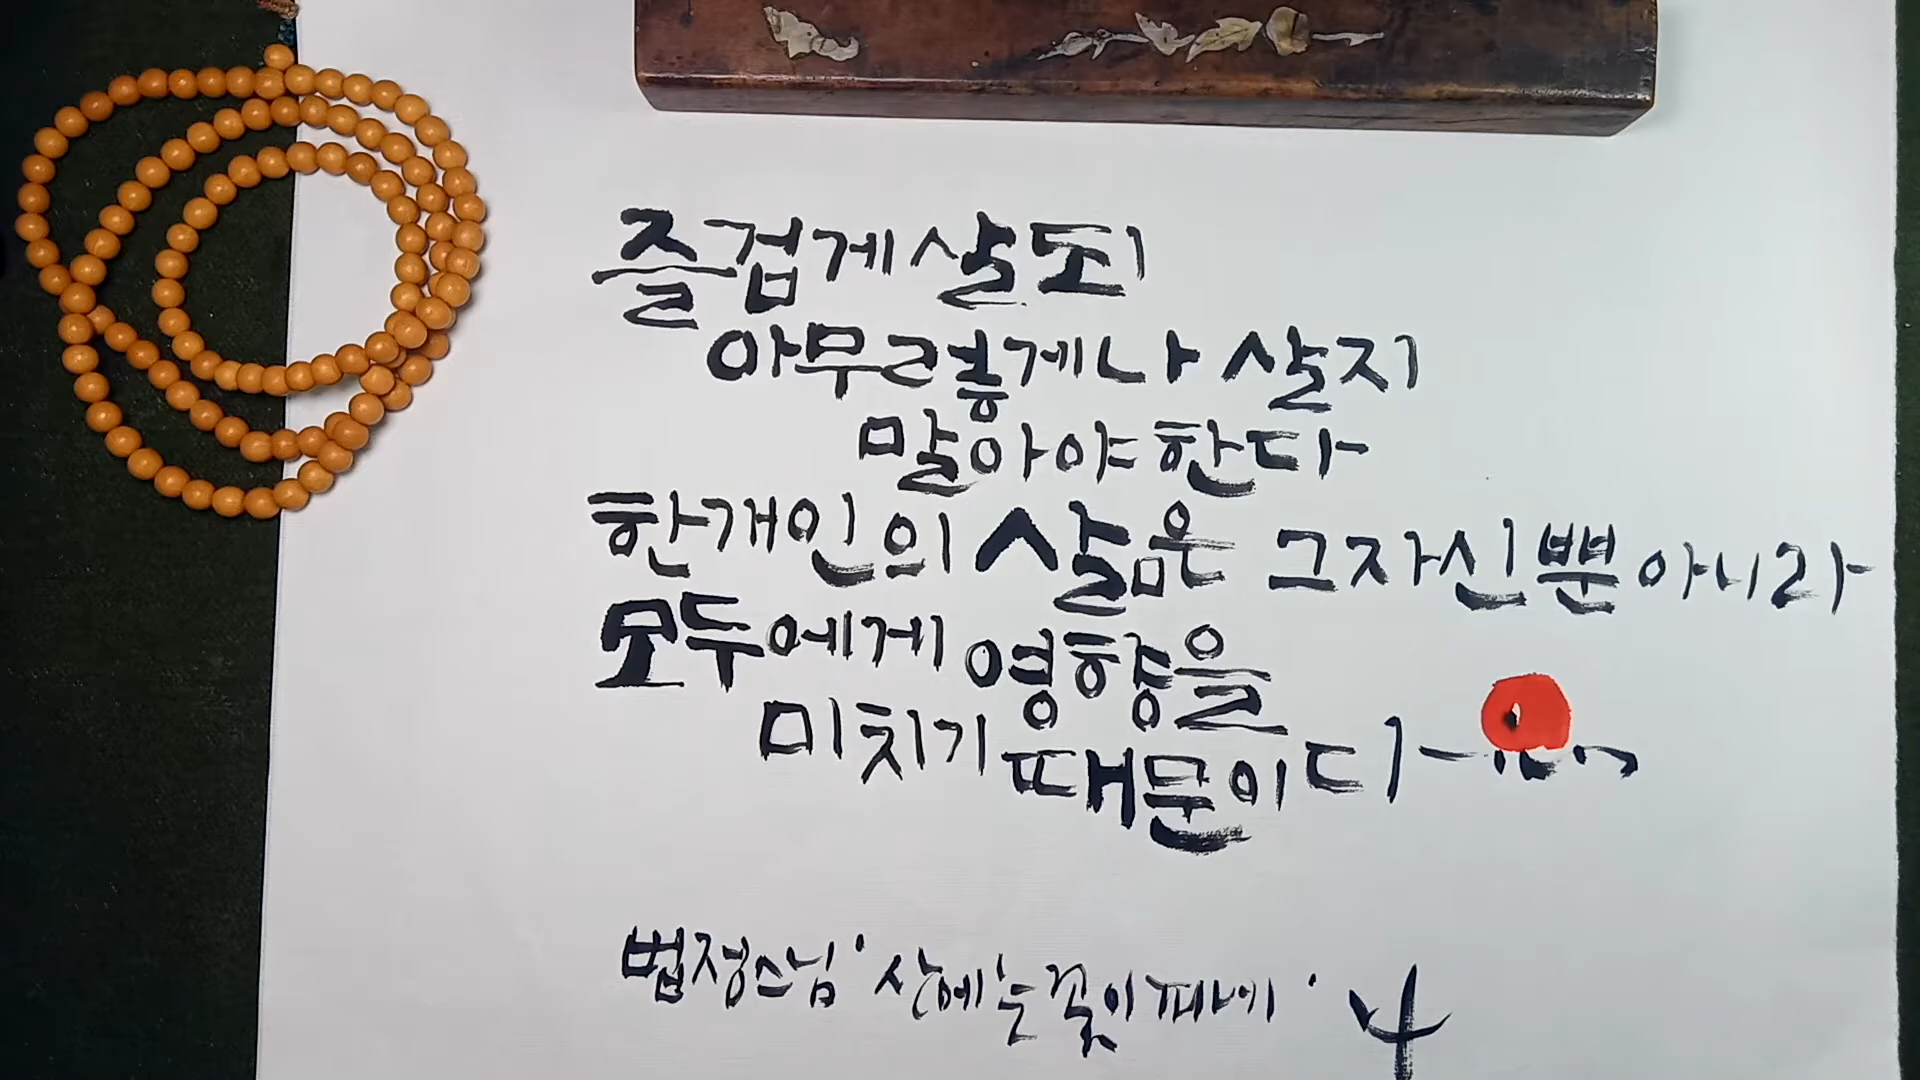 즐겁게 살되
아무렇게나 살지
말아야 한다
한 개인의 삶은 그 자신뿐 아니라
모두에게 영향을
미치기 때문이다
법정스님 '산에는 꽃이 피네'